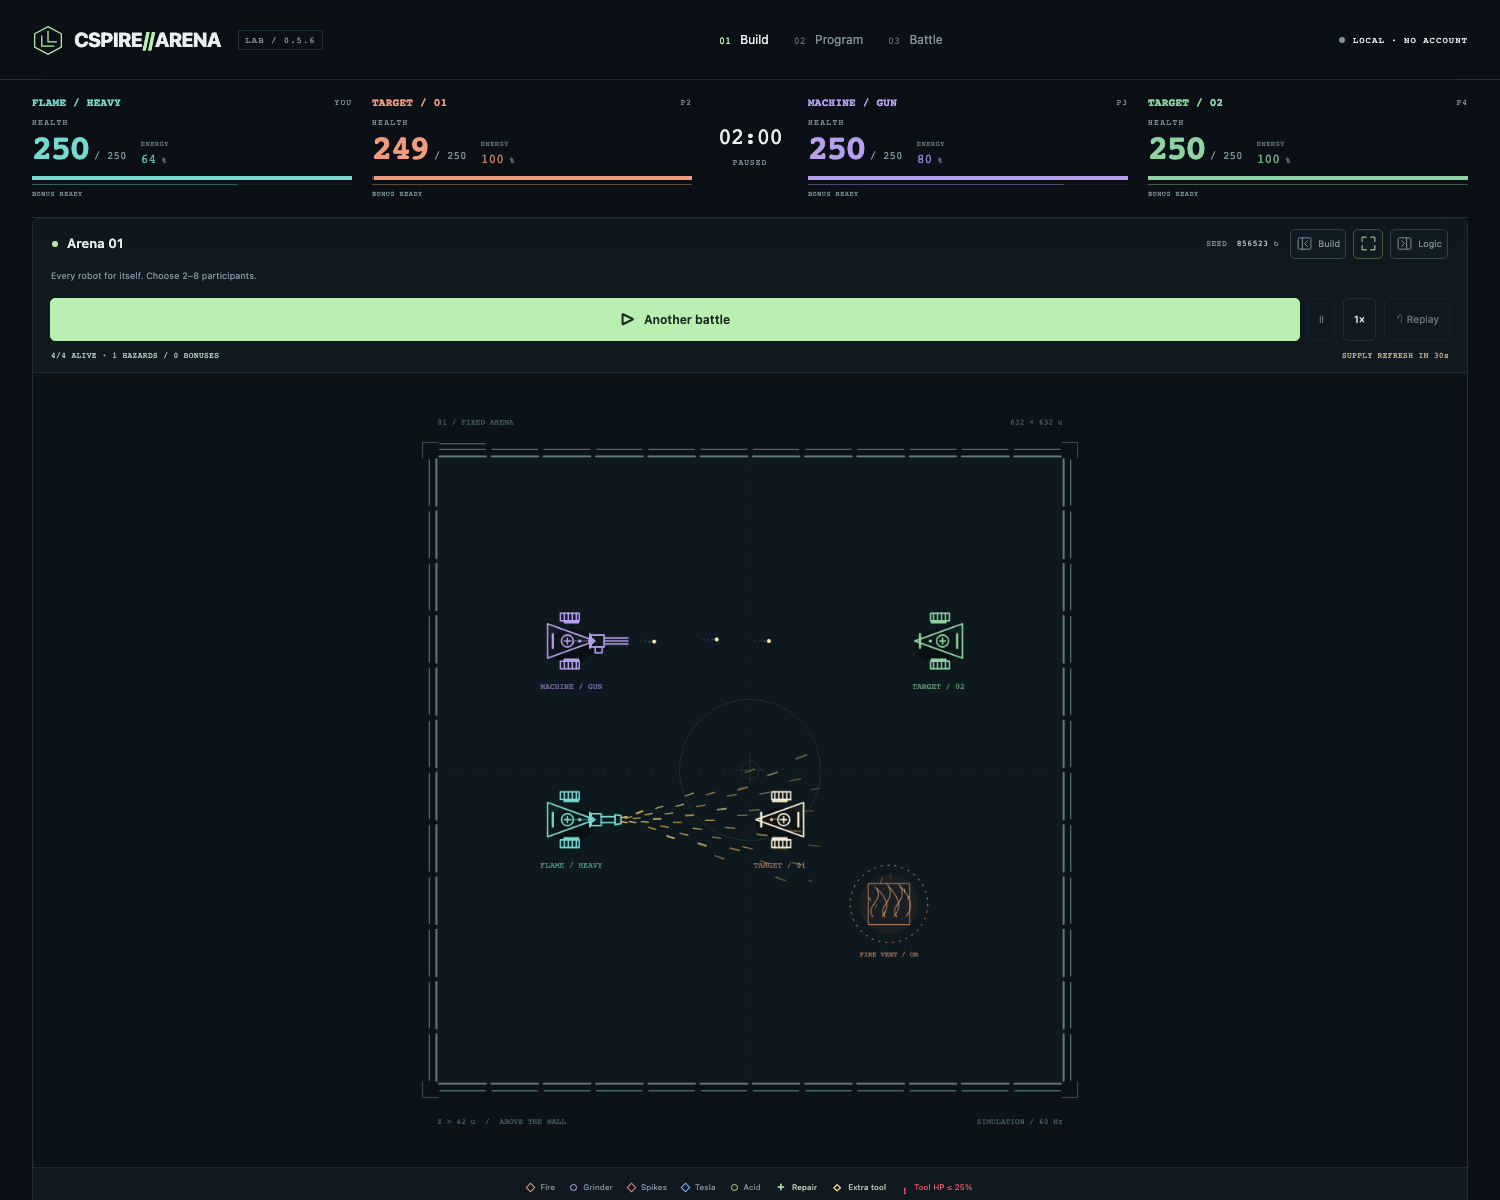 CSPIRE//ARENA LAB / 0.5.6 01 Build 02 Program 03 Battle LOCAL · NO ACCOUNT
FLAME / HEAVY YOU TARGET / 01 P2 MACHINE / GUN P3 TARGET / 02 P4
HEALTH HEALTH HEALTH HEALTH
250 / 250 ENERGY 64 % 249 / 250 ENERGY 100 % 02:00 250 / 250 ENERGY 80 % 250 / 250 ENERGY 100 %
PAUSED
BONUS READY BONUS READY BONUS READY BONUS READY
Arena 01 SEED 856523 ↻ Build Logic
Every robot for itself. Choose 2–8 participants.
Another battle 1× Replay
4/4 ALIVE · 1 HAZARDS / 0 BONUSES SUPPLY REFRESH IN 30s
01 / FIXED ARENA 632 × 632 u
MACHINE / GUN TARGET / 02
FLAME / HEAVY TARGET / 01
FIRE VENT / ON
Z > 42 u / ABOVE THE WALL SIMULATION / 60 Hz
Fire Grinder Spikes Tesla Acid Repair Extra tool ! Tool HP ≤ 25%